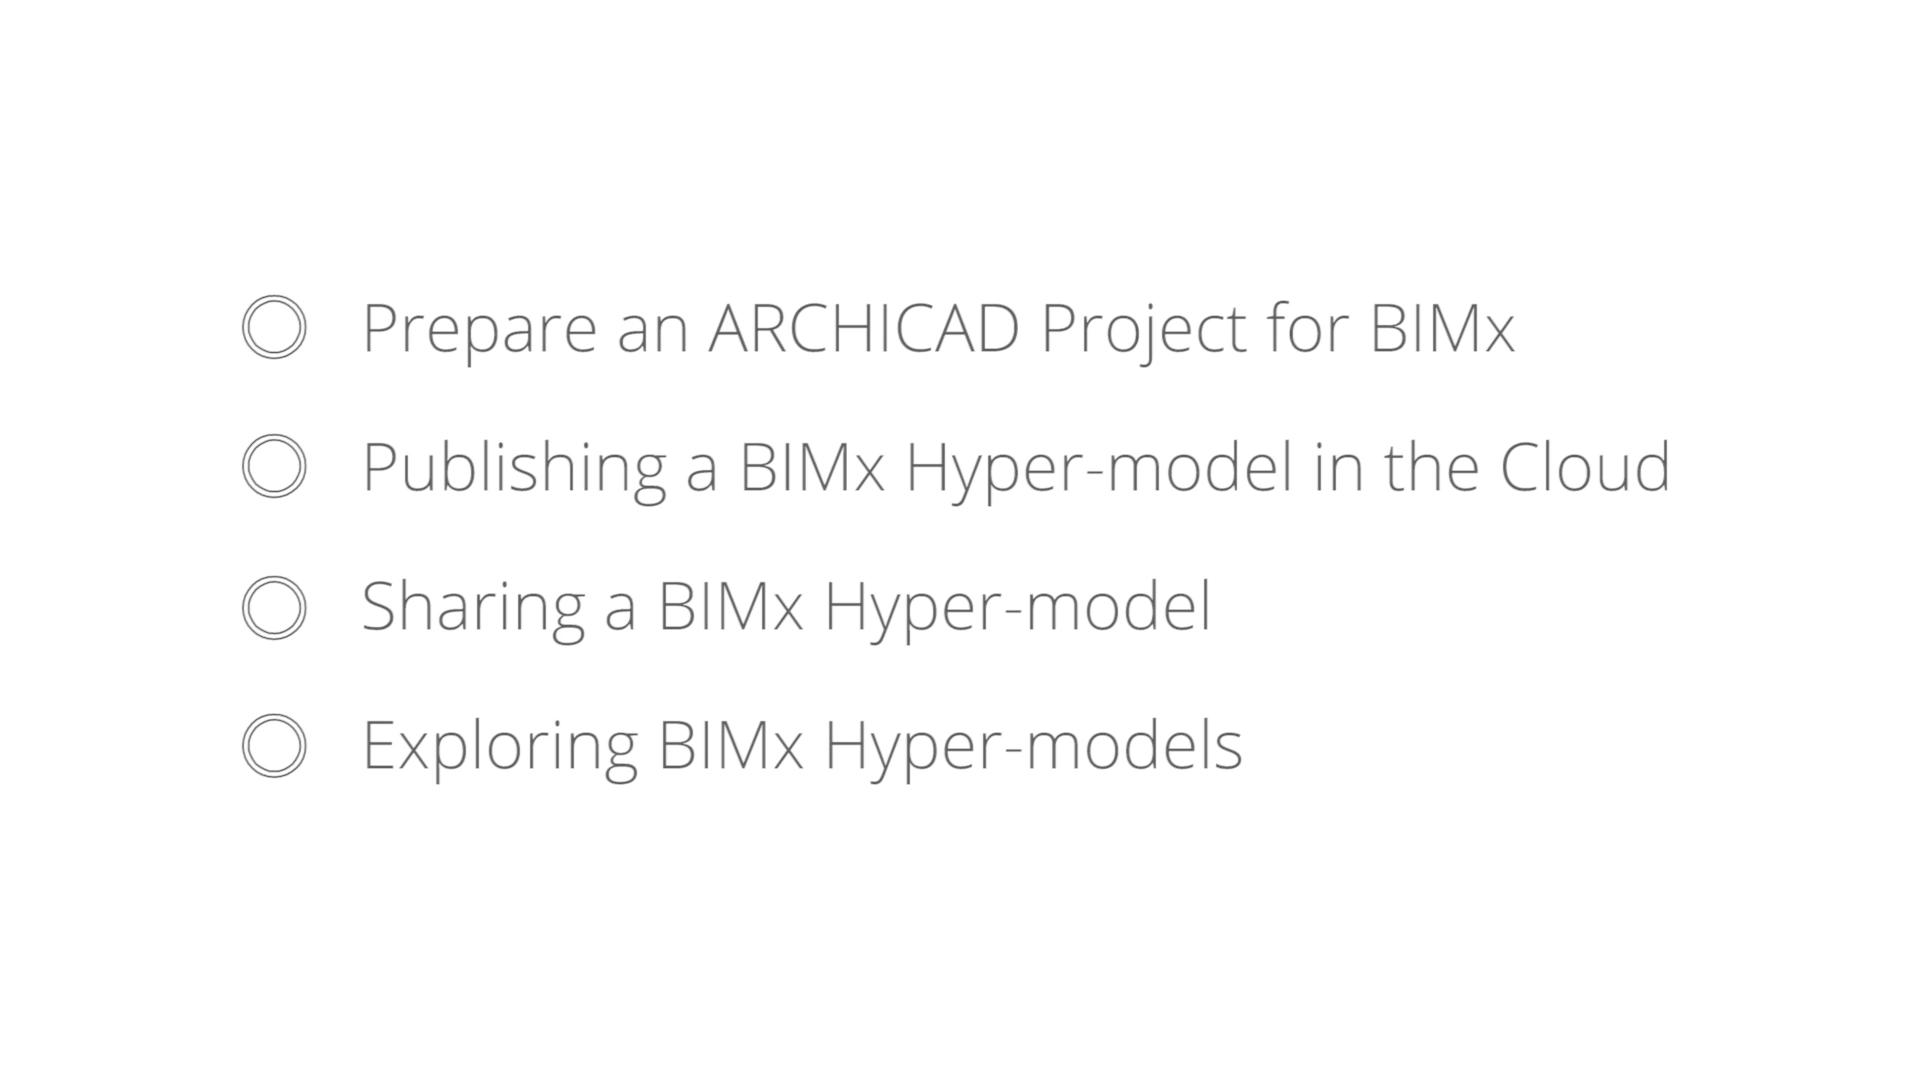 Prepare an ARCHICAD Project for BIMx
Publishing a BIMx Hyper-model in the Cloud
Sharing a BIMx Hyper-model
Exploring BIMx Hyper-models